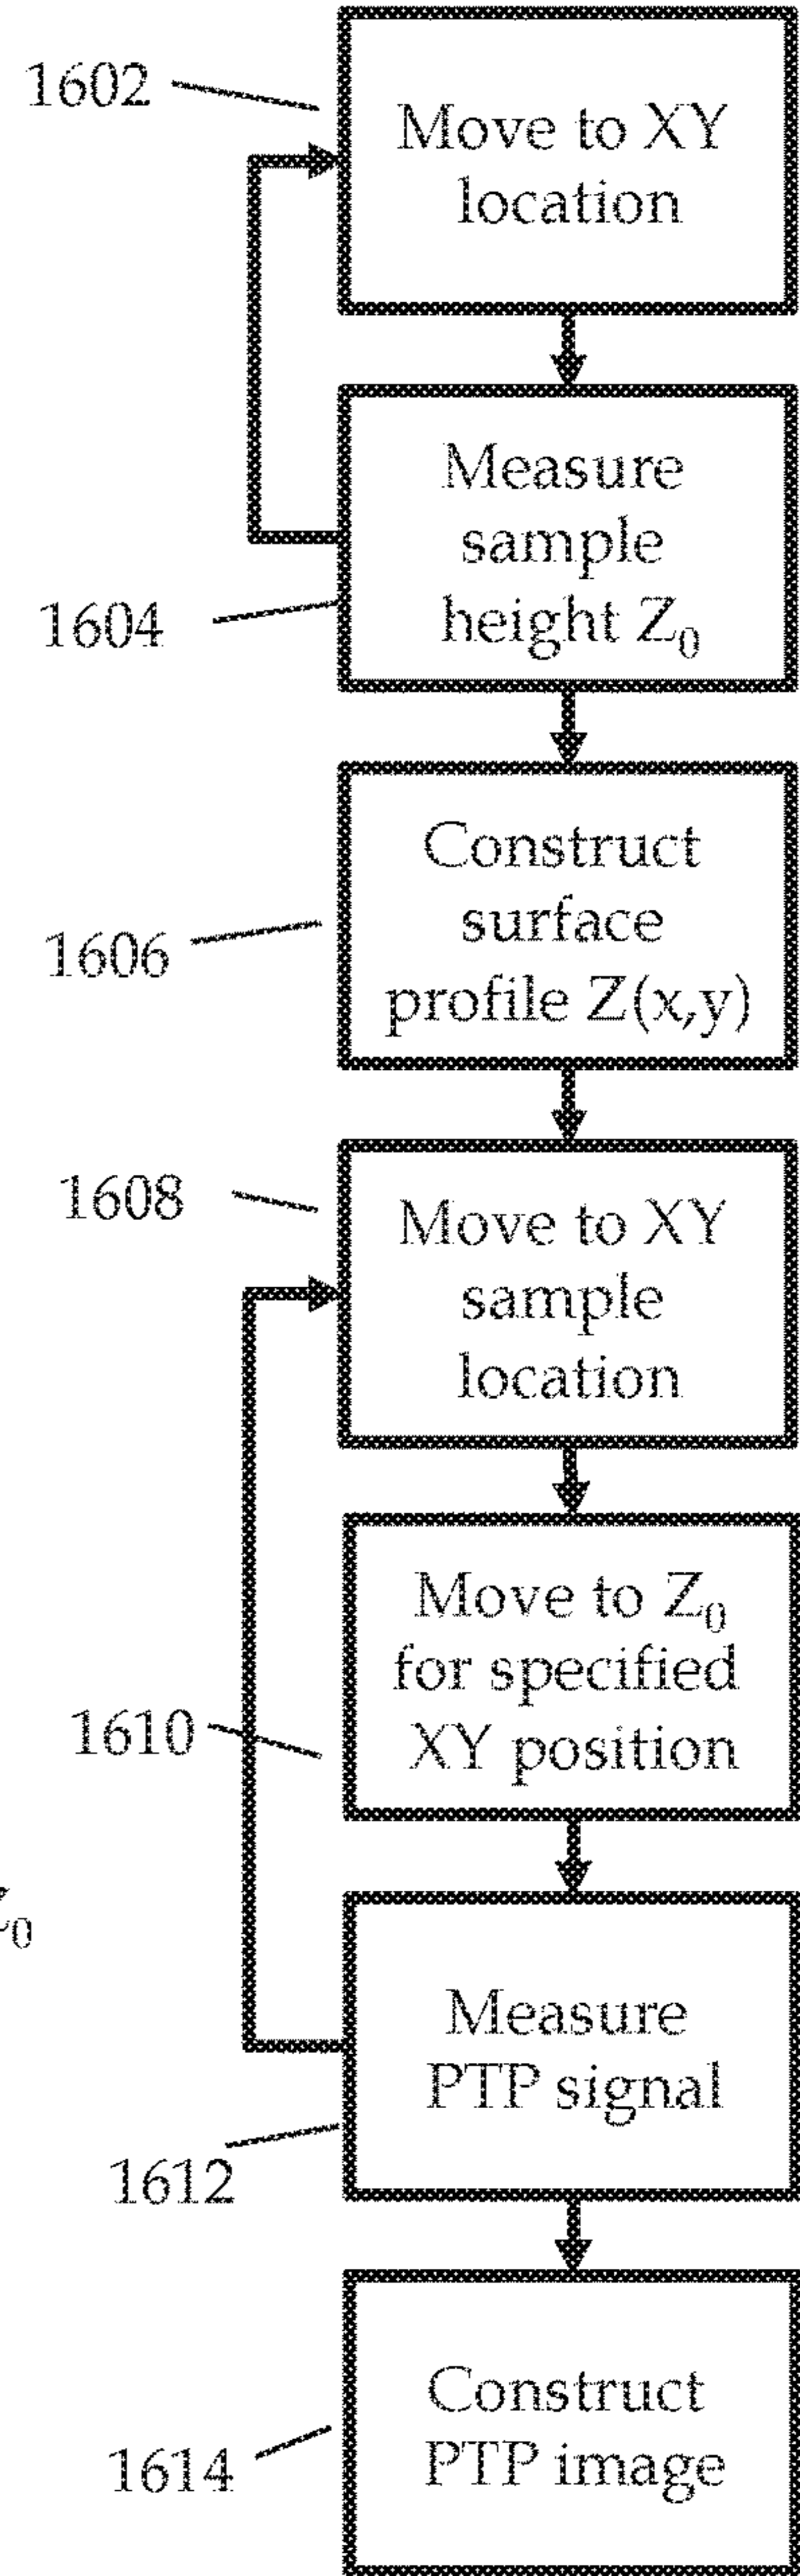 1602
Move to XY
location
Measure
sample
height Z₀
1604
Construct
surface
profile Z(x,y)
1606
1608
Move to XY
sample
location
Move to Z₀
for specified
XY position
1610
Measure
PTP signal
1612
Construct
PTP image
1614